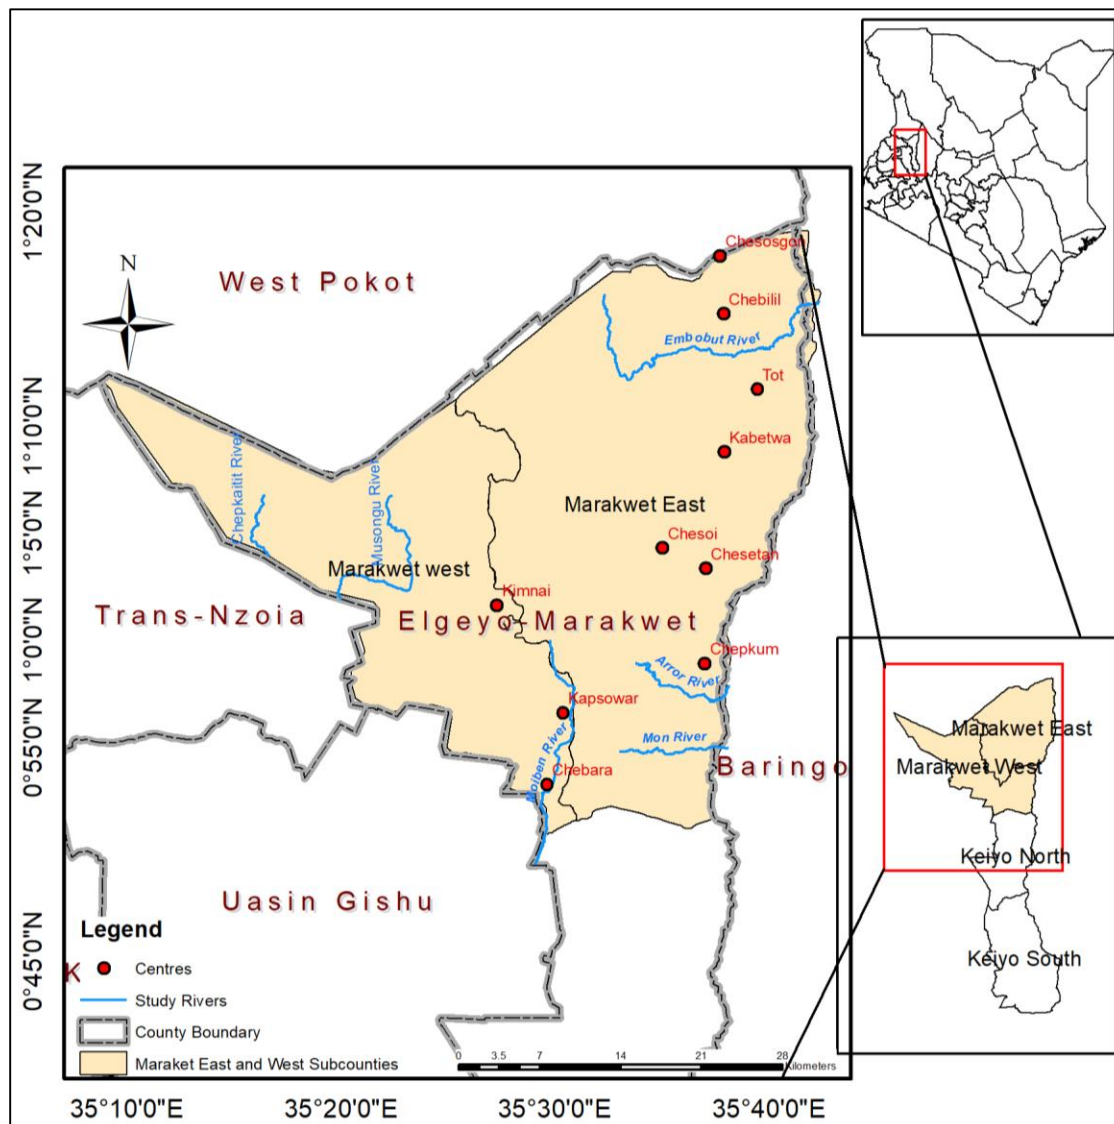 1°20'0"N
1°10'0"N
1°5'0"N
1°0'0"N
0°55'0"N
0°45'0"N
N
West Pokot
Chesosgon
Chebilil
Embobut River
Tot
Kabetwa
Chepkaitit River
Musongu River
Marakwet East
Chesoi
Chesetan
Marakwet west
Kimnai
Trans-Nzoia
Elgeyo-Marakwet
Chepkum
Arror River
Kapsowar
Moiben River
Mon River
Chebara
Baringo
Uasin Gishu
Legend
K
Centres
Study Rivers
County Boundary
Maraket East and West Subcounties
0 3.5 7 14 21 28
Kilometers
35°10'0"E 35°20'0"E 35°30'0"E 35°40'0"E
Marakwet East
Marakwet West
Keiyo North
Keiyo South